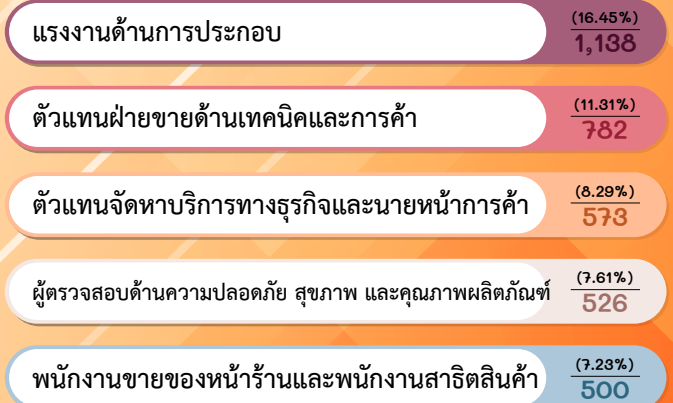 แรงงานด้านการประกอบ
(16.45%)
1,138
ตัวแทนฝ่ายขายด้านเทคนิคและการค้า
(11.31%)
782
ตัวแทนจัดหาบริการทางธุรกิจและนายหน้าการค้า
(8.29%)
573
ผู้ตรวจสอบด้านความปลอดภัย สุขภาพ และคุณภาพผลิตภัณฑ์
(7.61%)
526
พนักงานขายของหน้าร้านและพนักงานสาธิตสินค้า
(7.23%)
500